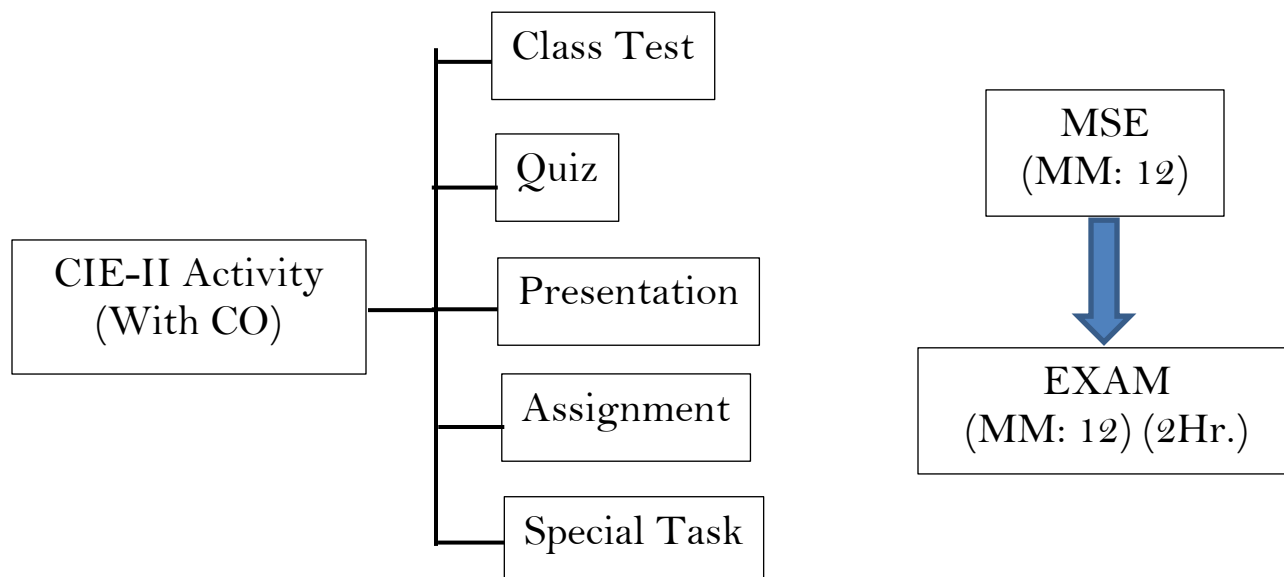 CIE-II Activity
(With CO)
Class Test
Quiz
Presentation
Assignment
Special Task
MSE
(MM: 12)
EXAM
(MM: 12) (2Hr.)